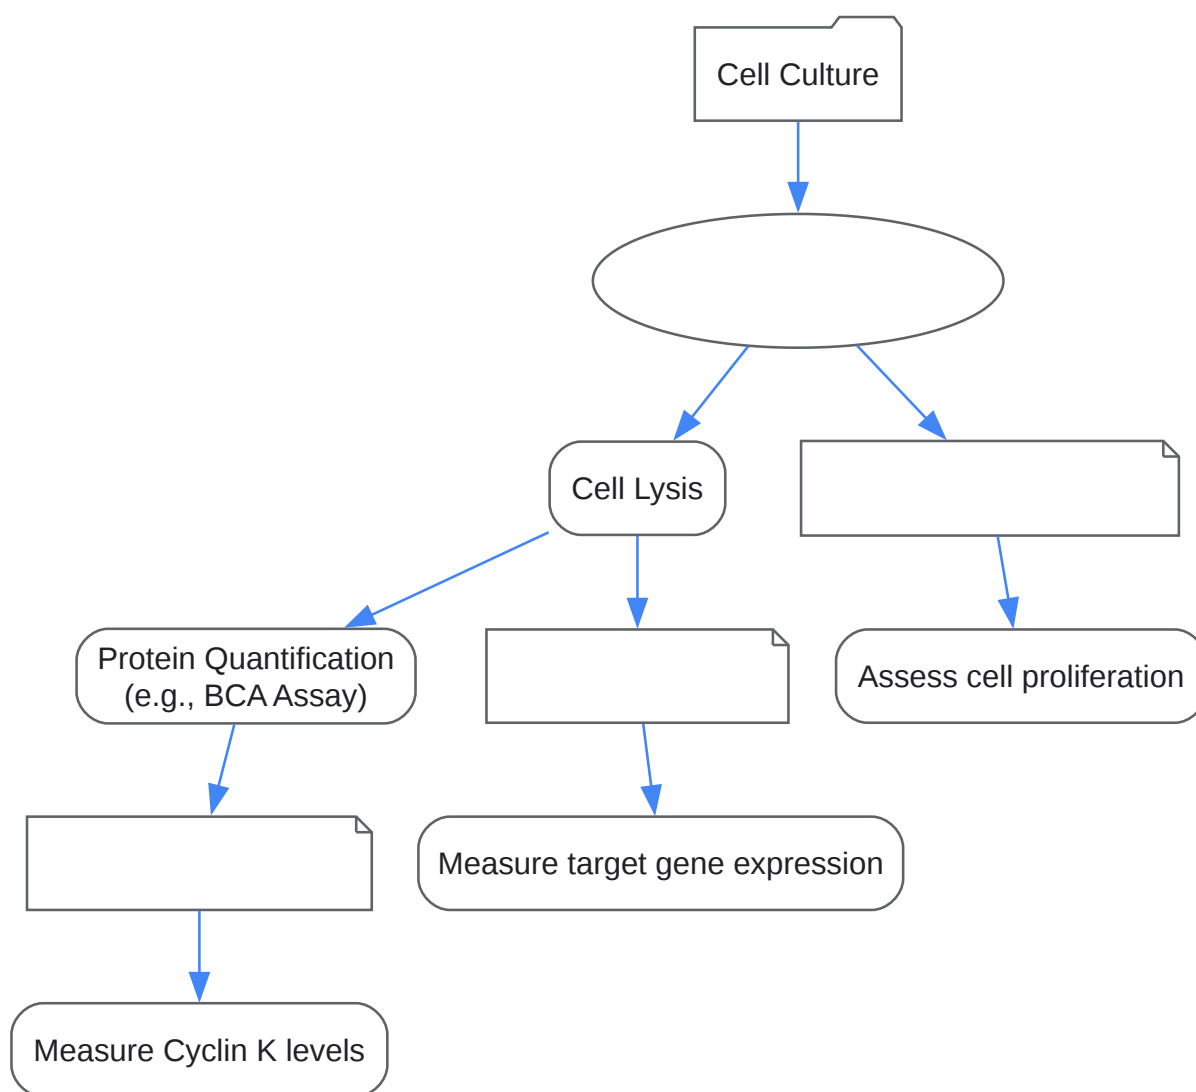 Cell Culture
Cell Lysis
Protein Quantification
(e.g., BCA Assay)
Assess cell proliferation
Measure target gene expression
Measure Cyclin K levels